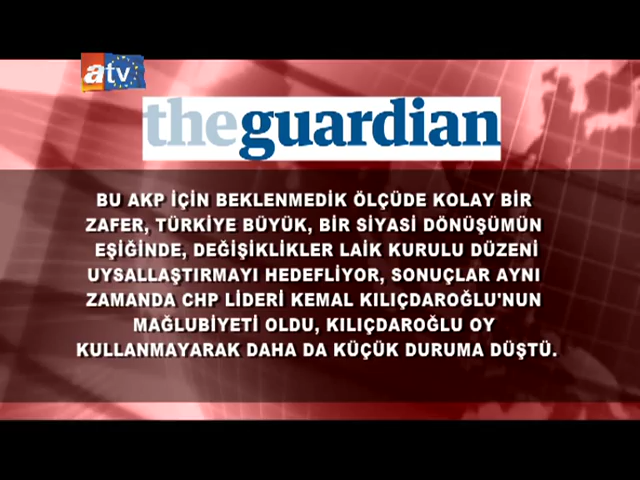 atv
theguardian
BU AKP İÇİN BEKLENMEDİK ÖLÇÜDE KOLAY BİR
ZAFER, TÜRKİYE BÜYÜK, BİR SİYASİ DÖNÜŞÜMÜN
EŞİĞİNDE, DEĞİŞİKLİKLER LAİK KURULU DÜZENİ
UYSALLAŞTIRMAYI HEDEFLİYOR, SONUÇLAR AYNI
ZAMANDA CHP LİDERİ KEMAL KILIÇDAROĞLU'NUN
MAĞLUBİYETİ OLDU, KILIÇDAROĞLU OY
KULLANMAYARAK DAHA DA KÜÇÜK DURUMA DÜŞTÜ.